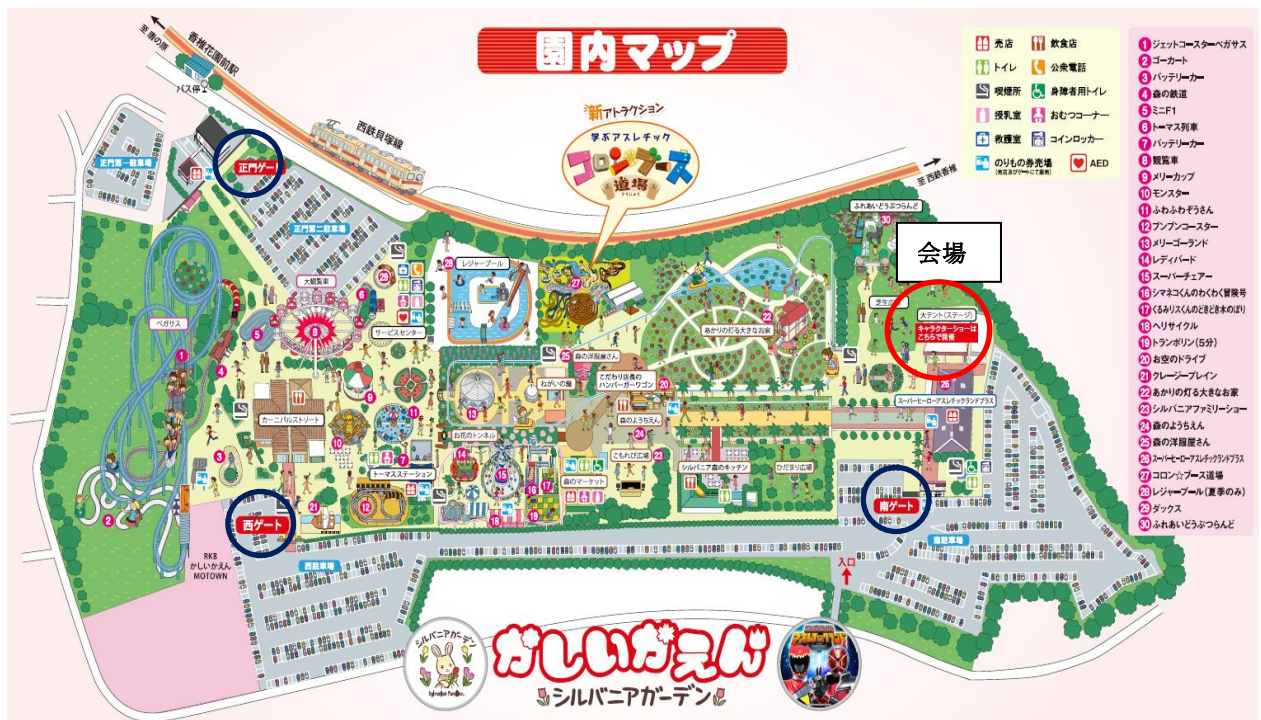 園内マップ
至 唐の原
香椎花園前駅
バス停
西鉄貝塚線
至 西鉄香椎
新アトラクション
学ぶアスレチック
コロン☆ブース
道場
正門第一駐車場
正門ゲート
正門第二駐車場
大観覧車
ペガサス
サービスセンター
レジャープール
森の洋服屋さん
ねがいの扉
こだわり店長の
ハンバーガーワゴン
森のようちえん
あかりの灯る大きなお家
ふれあいどうぶつらんど
会場
大テント(ステージ)
キャラクターショーは
こちらで開催
スーパーヒーローアスレチックランドプラス
カーニバルストリート
トーマスステーション
お花のトンネル
こもれび広場
森のマーケット
シルバニア森のキッチン
ひだまり広場
西ゲート
南ゲート
西駐車場
南駐車場
入口
RKB
かしいかえん
MOTOWN
シルバニアガーデン
Sylvanian Families
かしいかえん
シルバニアガーデン
売店
飲食店
トイレ
公衆電話
喫煙所
身障者用トイレ
授乳室
おむつコーナー
救護室
コインロッカー
のりもの券売場
AED
1 ジェットコースターペガサス
2 ゴーカート
3 バッテリーカー
4 森の鉄道
5 ミニF1
6 トーマス列車
7 バッテリーカー
8 観覧車
9 メリーカップ
10 モンスター
11 ふわふわぞうさん
12 ブンブンコースター
13 メリーゴーランド
14 レディバード
15 スーパーチェアー
16 シマネコくんのわくわく冒険号
17 くるみリスくんのどきどき木のぼり
18 ヘリサイクル
19 トランポリン(5分)
20 お空のドライブ
21 クレージープレイン
22 あかりの灯る大きなお家
23 シルバニアファミリーショー
24 森のようちえん
25 森の洋服屋さん
26 スーパーヒーローアスレチックランドプラス
27 コロン☆ブース道場
28 レジャープール(夏季のみ)
29 ダックス
30 ふれあいどうぶつらんど